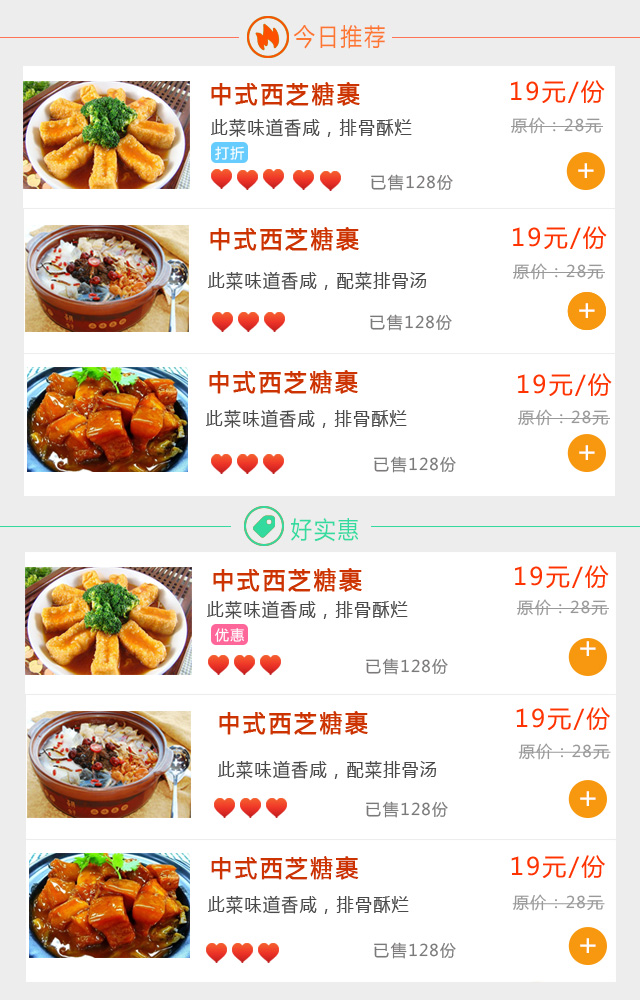 今日推荐
中式西芝糖裹
19元/份
此菜味道香咸，排骨酥烂
原价：28元
打折
已售128份
中式西芝糖裹
19元/份
此菜味道香咸，配菜排骨汤
原价：28元
已售128份
中式西芝糖裹
19元/份
此菜味道香咸，排骨酥烂
原价：28元
已售128份
好实惠
中式西芝糖裹
19元/份
此菜味道香咸，排骨酥烂
原价：28元
优惠
已售128份
中式西芝糖裹
19元/份
原价：28元
此菜味道香咸，配菜排骨汤
已售128份
中式西芝糖裹
19元/份
此菜味道香咸，排骨酥烂
原价：28元
已售128份